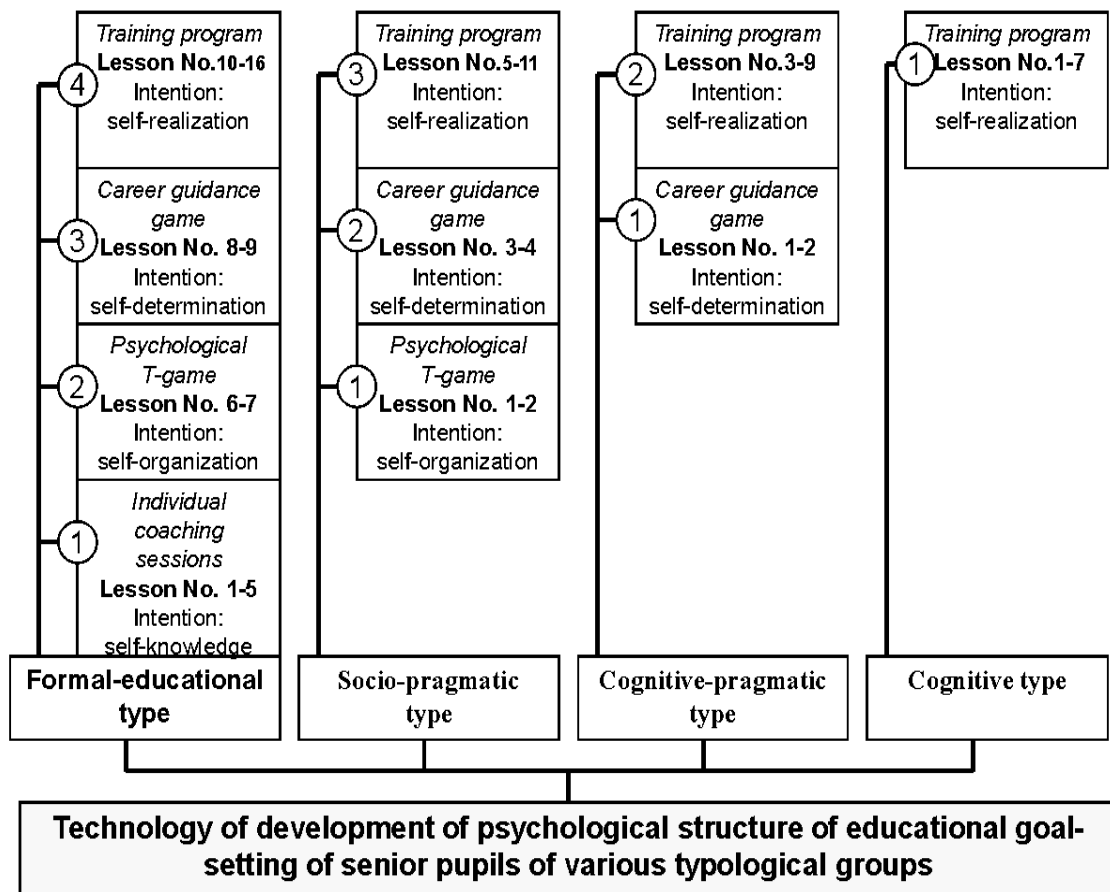 Training program
Lesson No.10-16
Intention:
self-realization
4
Career guidance
game
Lesson No. 8-9
Intention:
self-determination
3
Psychological
T-game
Lesson No. 6-7
Intention:
self-organization
2
Individual
coaching
sessions
Lesson No. 1-5
Intention:
self-knowledge
1
Formal-educational
type
Training program
Lesson No.5-11
Intention:
self-realization
3
Career guidance
game
Lesson No. 3-4
Intention:
self-determination
2
Psychological
T-game
Lesson No. 1-2
Intention:
self-organization
1
Socio-pragmatic
type
Training program
Lesson No.3-9
Intention:
self-realization
2
Career guidance
game
Lesson No. 1-2
Intention:
self-determination
1
Cognitive-pragmatic
type
Training program
Lesson No.1-7
Intention:
self-realization
1
Cognitive type
Technology of development of psychological structure of educational goal-
setting of senior pupils of various typological groups